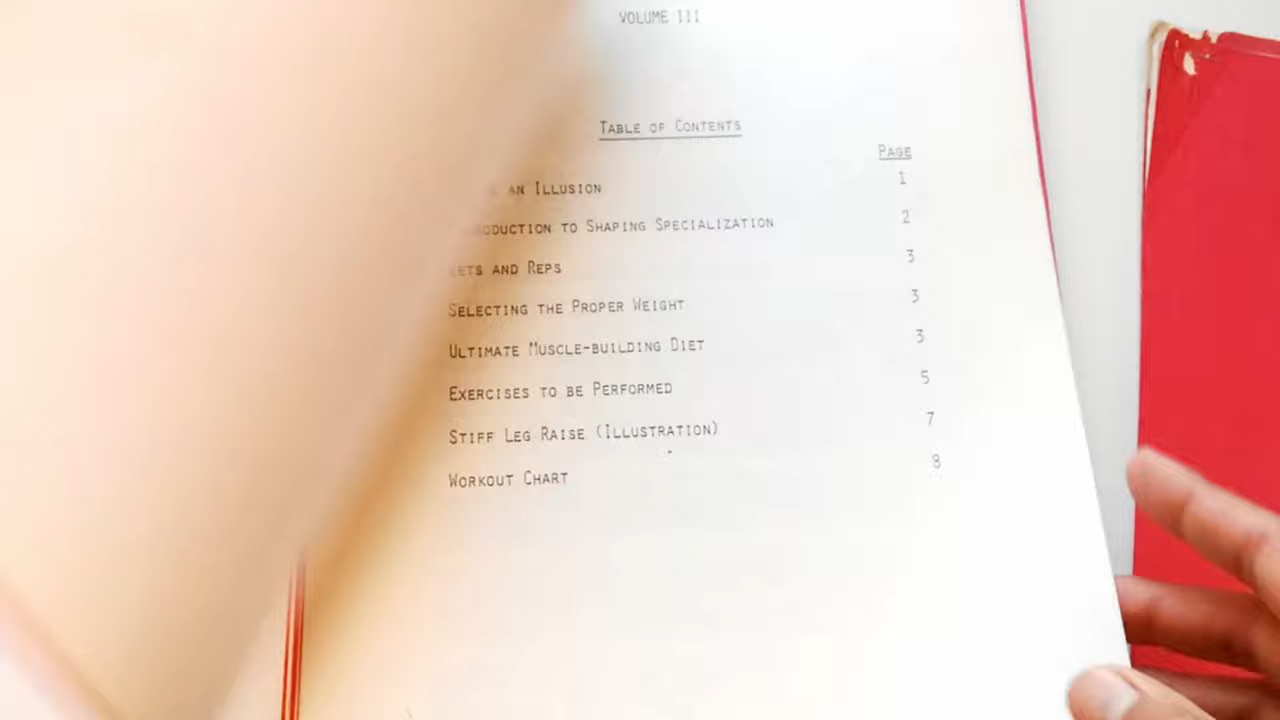 VOLUME III
TABLE OF CONTENTS
PAGE
AN ILLUSION 1
TO SHAPING SPECIALIZATION 2
SETS AND REPS 3
SELECTING THE PROPER WEIGHT 3
ULTIMATE MUSCLE-BUILDING DIET 3
EXERCISES TO BE PERFORMED 5
STIFF LEG RAISE (ILLUSTRATION) 7
WORKOUT CHART 8